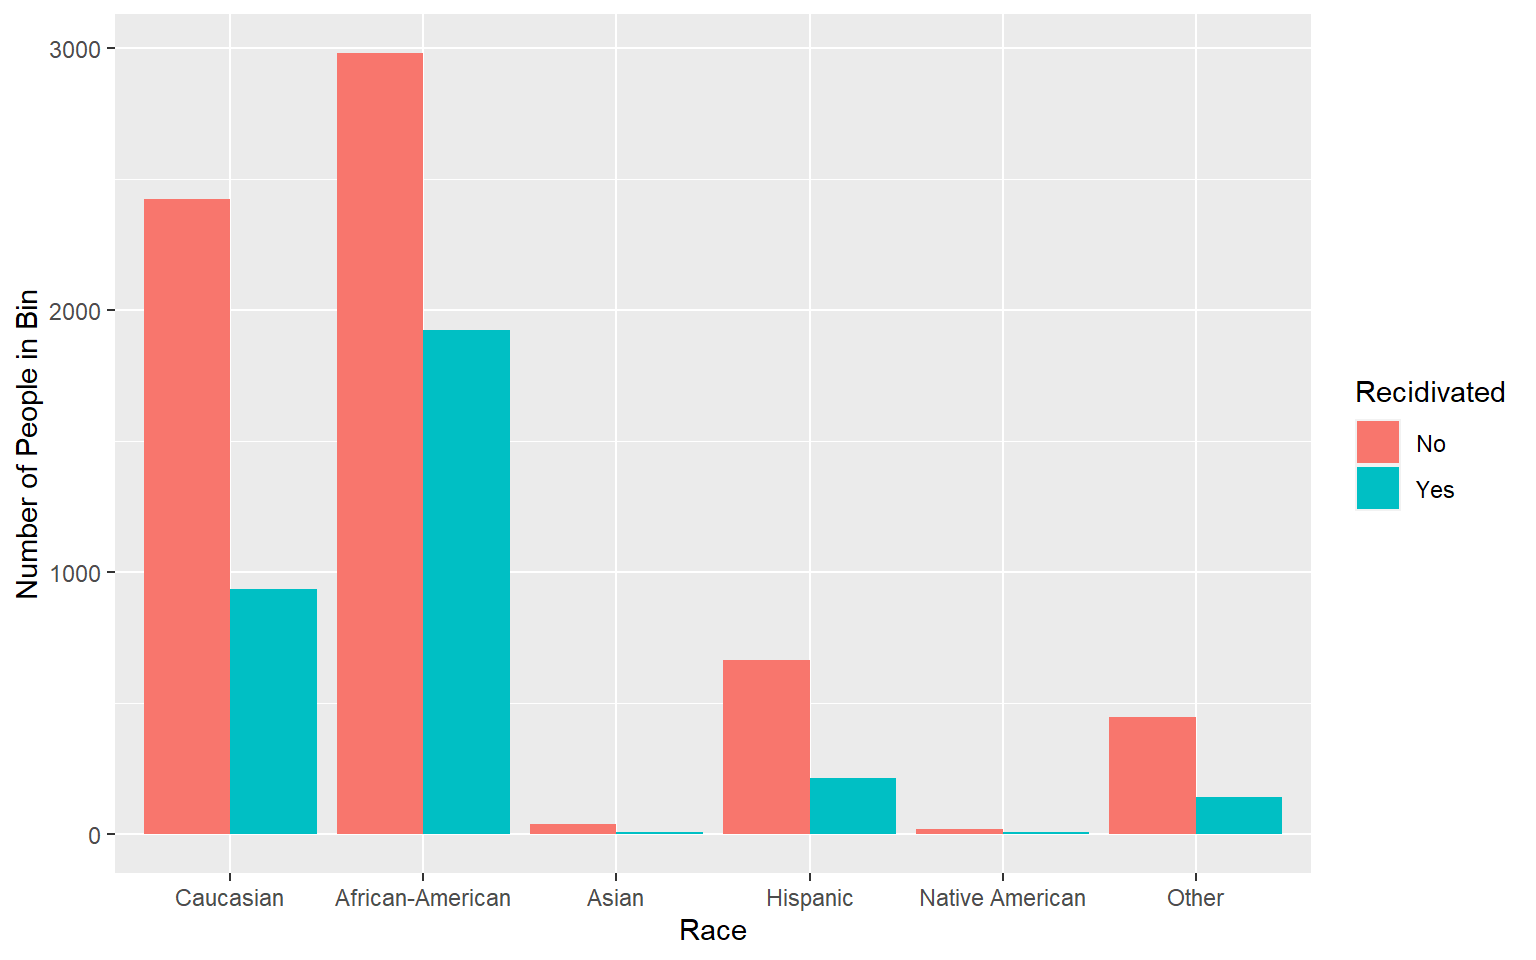 Number of People in Bin
3000
2000
1000
0
Caucasian
African-American
Asian
Hispanic
Native American
Other
Race
Recidivated
No
Yes